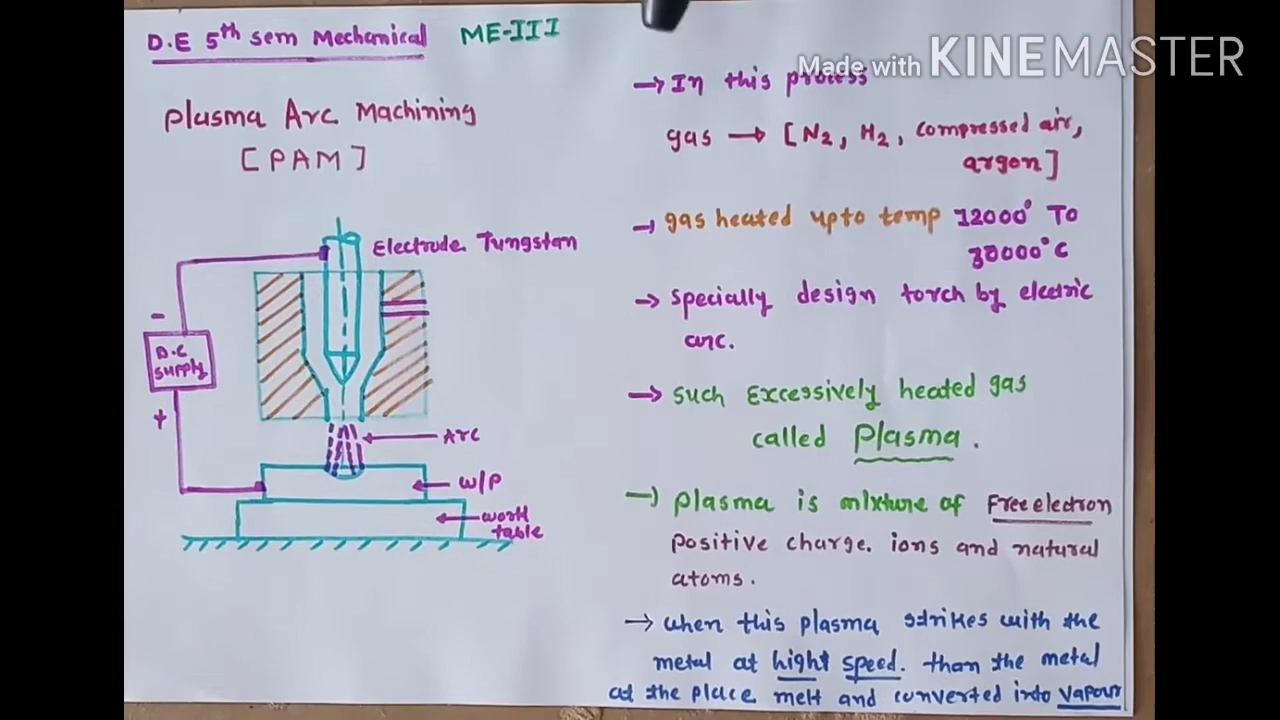 D.E 5th sem Mechanical ME-III
Made with KINEMASTER
Plasma Arc Machining
[PAM]
Electrode Tungstan
-
D.C
supply
+
Arc
W/P
work
table
→ In this process
gas → [N2, H2, compressed air,
argon]
→ gas heated upto temp 12000° To
30000°C
→ specially design torch by electric
arc.
→ such Excessively heated gas
called Plasma.
→ plasma is mixture of Free electron
positive charge. ions and natural
atoms.
→ when this plasma strikes with the
metal at hight speed. than the metal
at the place melt and converted into vapour